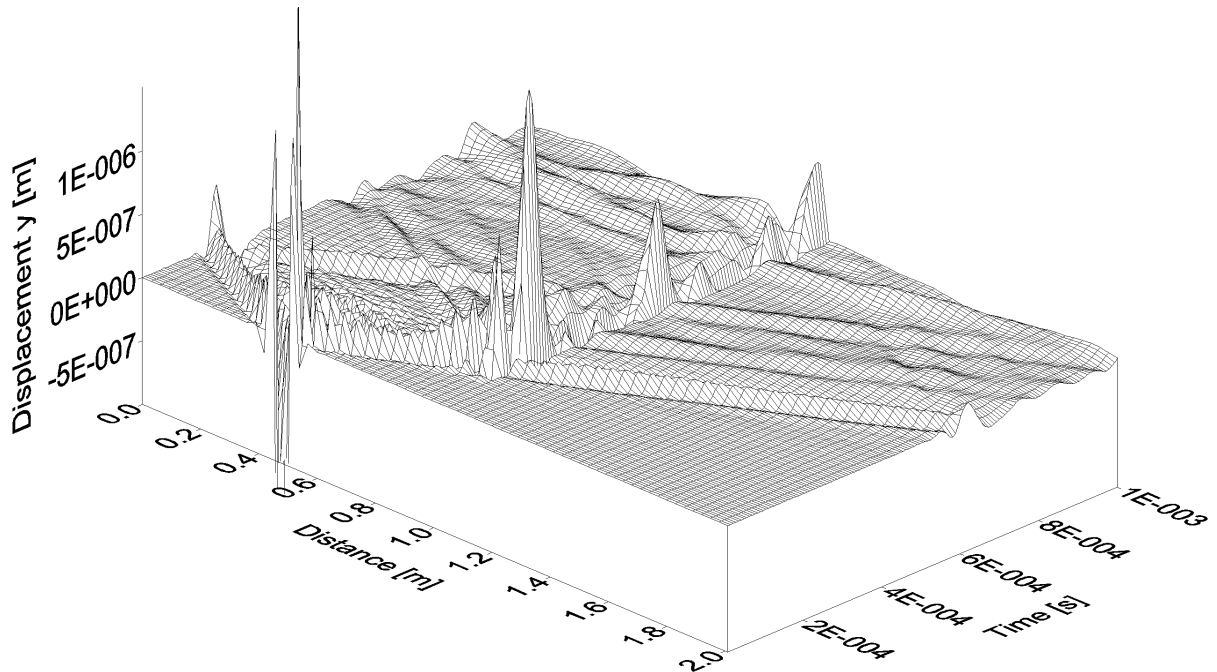 Displacement y [m]
1E-006
5E-007
0E+000
-5E-007
0.0
0.2
0.4
0.6
0.8
1.0
1.2
1.4
1.6
1.8
2.0
Distance [m]
2E-004
4E-004
6E-004
8E-004
1E-003
Time [s]